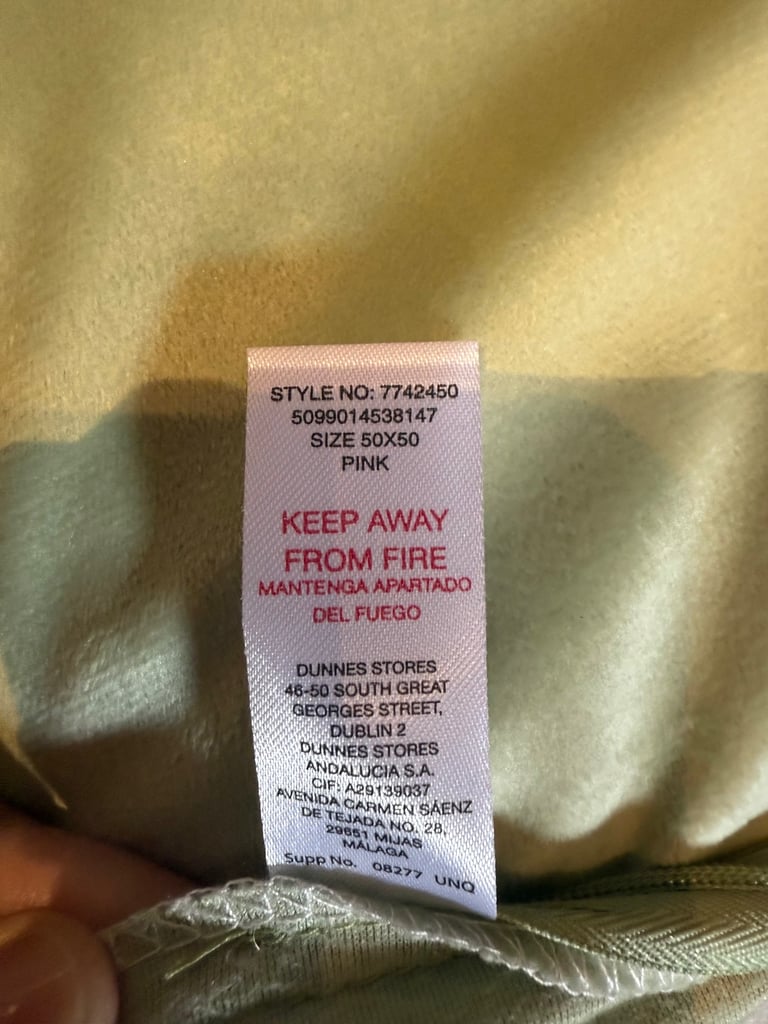 STYLE NO: 7742450
5099014538147
SIZE 50X50
PINK
KEEP AWAY
FROM FIRE
MANTENGA APARTADO
DEL FUEGO
DUNNES STORES
46-50 SOUTH GREAT
GEORGES STREET,
DUBLIN 2
DUNNES STORES
ANDALUCIA S.A.
CIF: A29139037
AVENIDA CARMEN SÁENZ
DE TEJADA NO. 28,
29651 MIJAS
MÁLAGA
Supp No. 08277 UNQ